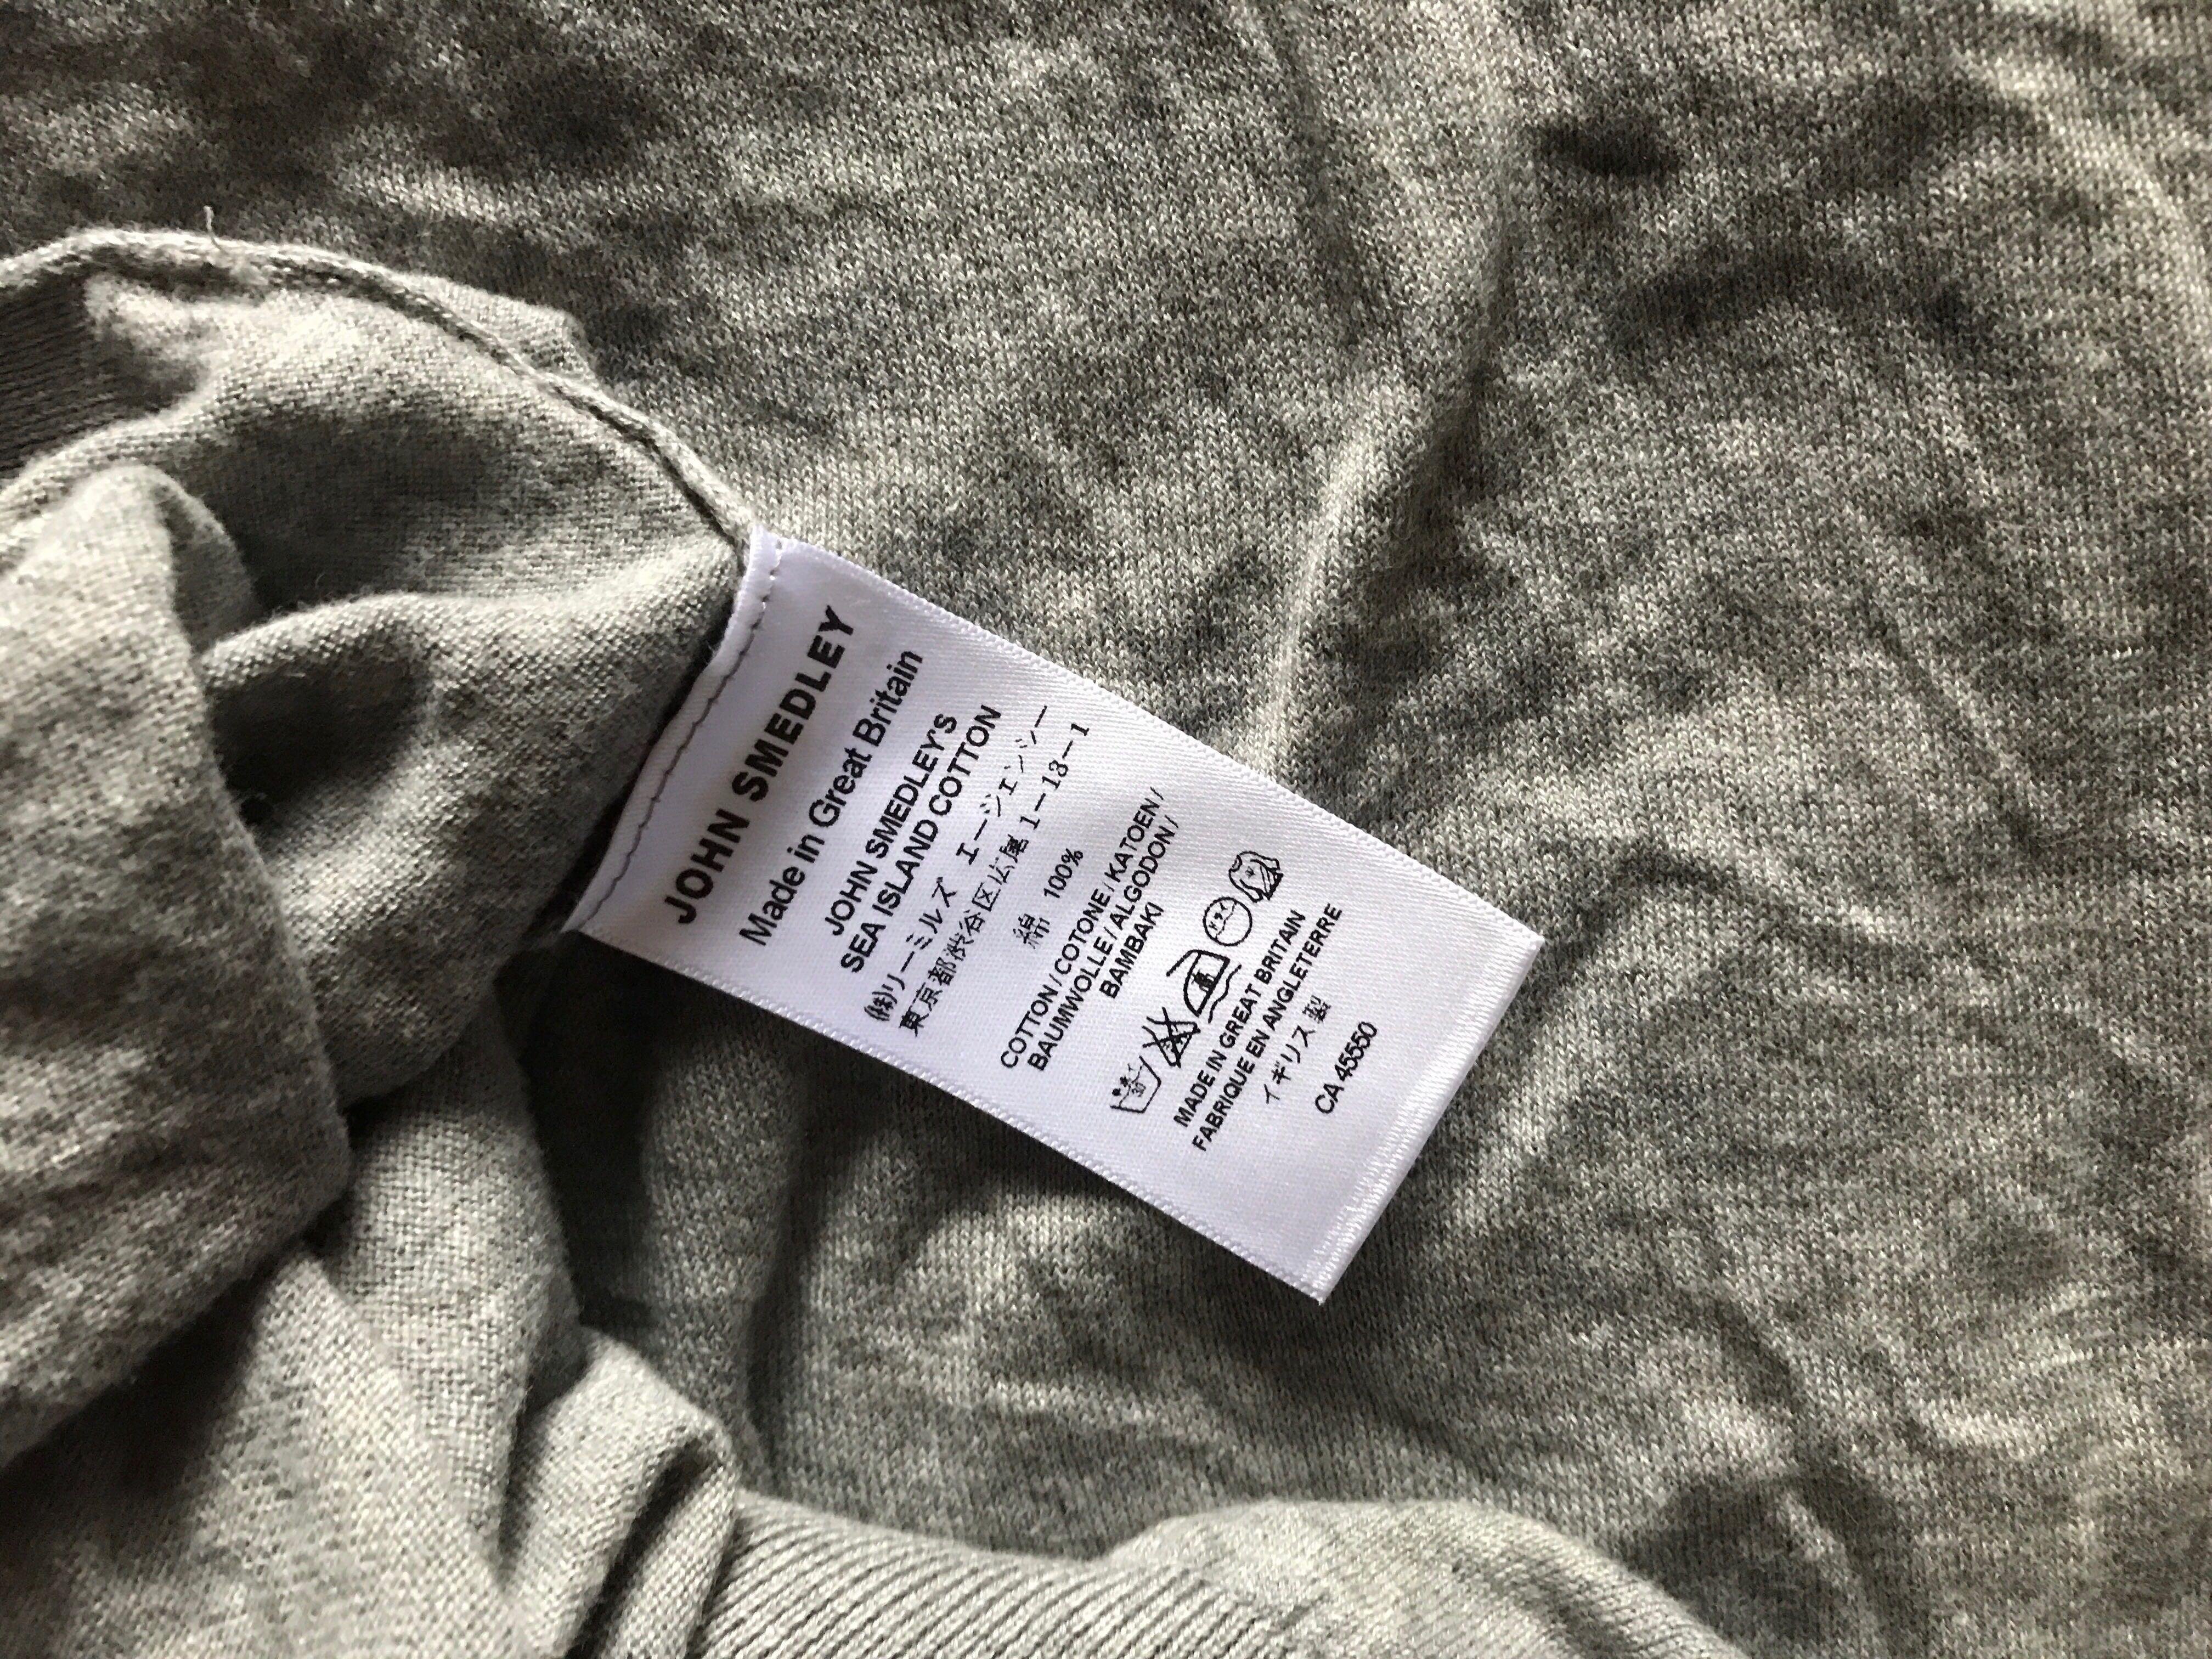 JOHN SMEDLEY
Made in Great Britain
JOHN SMEDLEY'S
SEA ISLAND COTTON
(株)リーミルズ エージェンシー
東京都渋谷区広尾1-13-1
綿 100%
COTTON / COTONE / KATOEN /
BAUMWOLLE / ALGODON /
BAMBAKI
MADE IN GREAT BRITAIN
FABRIQUE EN ANGLETERRE
イギリス製
CA 45550